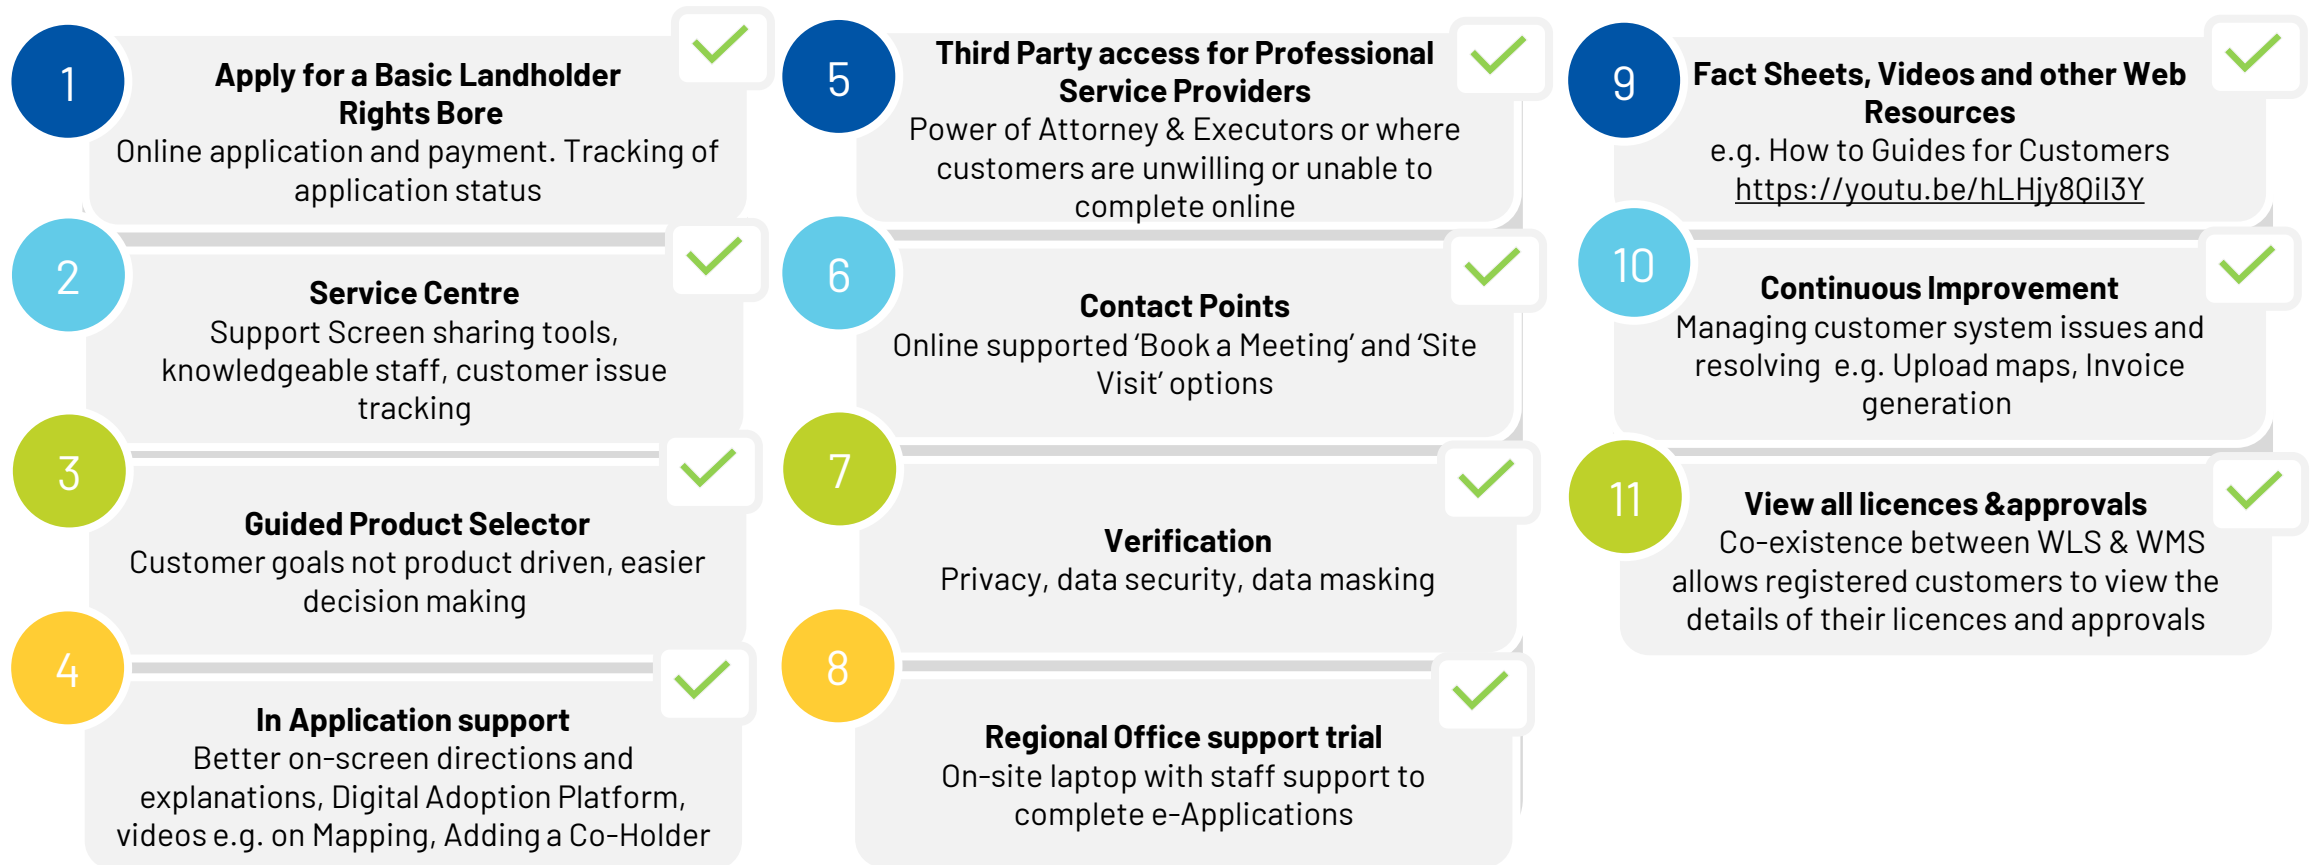 1
Apply for a Basic Landholder
Rights Bore
Online application and payment. Tracking of
application status
2
Service Centre
Support Screen sharing tools,
knowledgeable staff, customer issue
tracking
3
Guided Product Selector
Customer goals not product driven, easier
decision making
4
In Application support
Better on-screen directions and
explanations, Digital Adoption Platform,
videos e.g. on Mapping, Adding a Co-Holder
5
Third Party access for Professional
Service Providers
Power of Attorney & Executors or where
customers are unwilling or unable to
complete online
6
Contact Points
Online supported ‘Book a Meeting’ and ‘Site
Visit’ options
7
Verification
Privacy, data security, data masking
8
Regional Office support trial
On-site laptop with staff support to
complete e-Applications
9
Fact Sheets, Videos and other Web
Resources
e.g. How to Guides for Customers
https://youtu.be/hLHjy8QiI3Y
10
Continuous Improvement
Managing customer system issues and
resolving e.g. Upload maps, Invoice
generation
11
View all licences &approvals
Co-existence between WLS & WMS
allows registered customers to view the
details of their licences and approvals